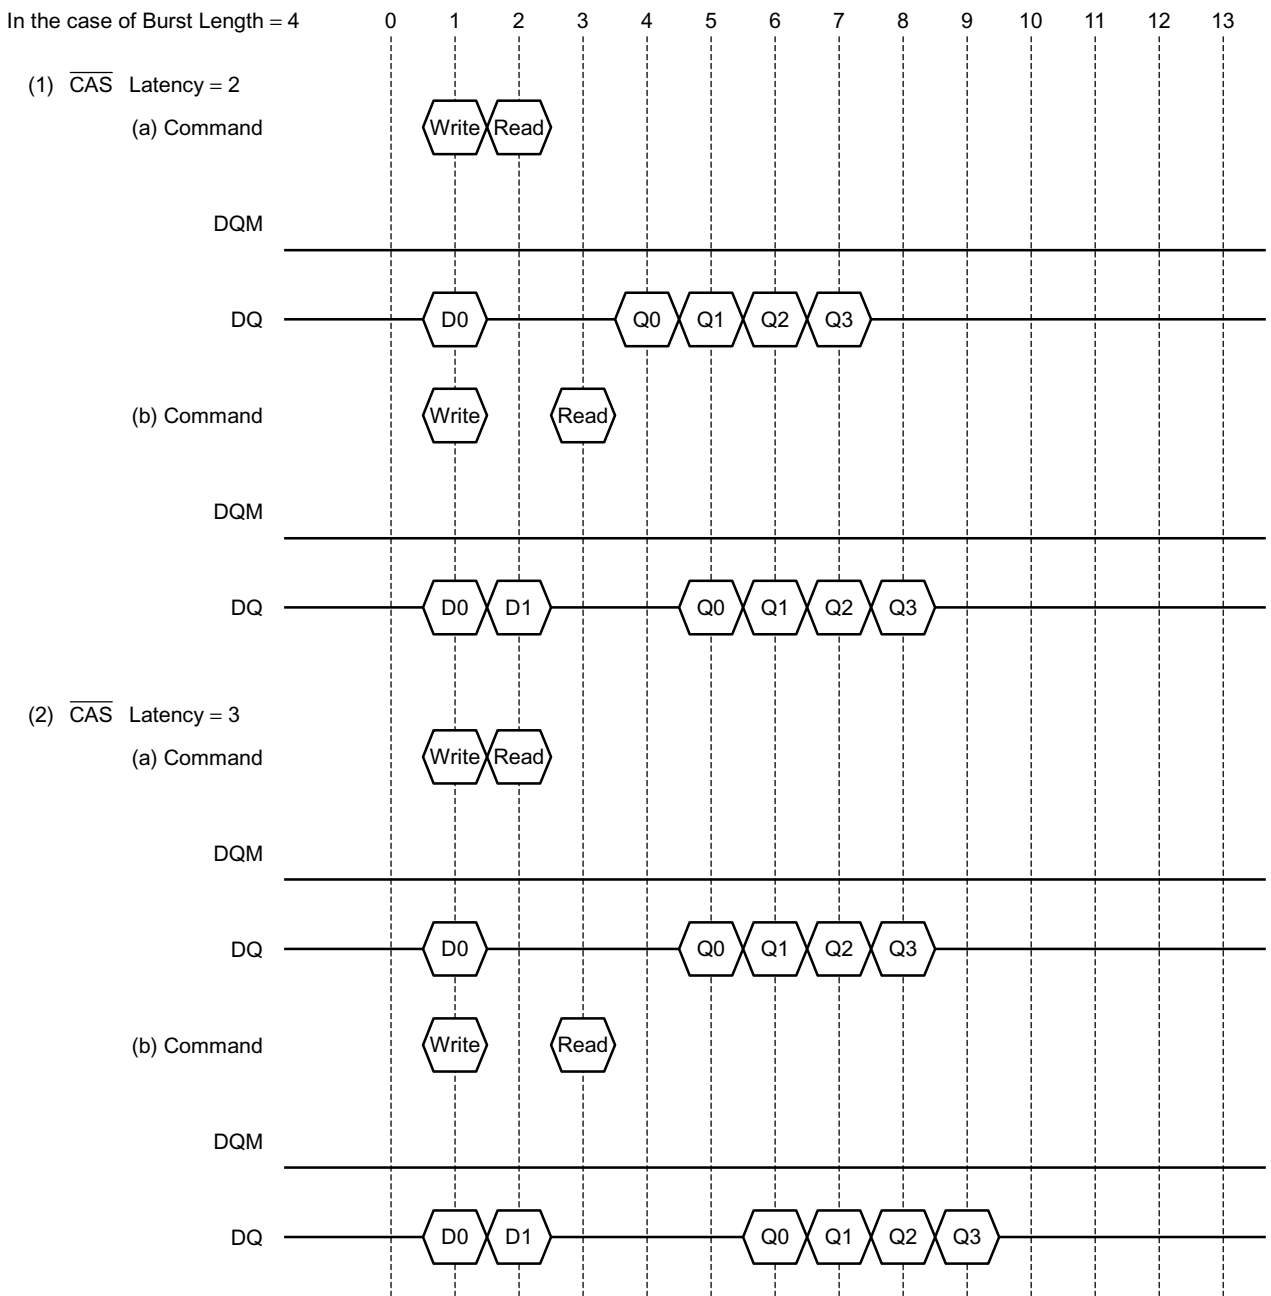 In the case of Burst Length = 4 0 1 2 3 4 5 6 7 8 9 10 11 12 13
(1) CAS Latency = 2
(a) Command Write Read
DQM
DQ D0 Q0 Q1 Q2 Q3
(b) Command Write Read
DQM
DQ D0 D1 Q0 Q1 Q2 Q3
(2) CAS Latency = 3
(a) Command Write Read
DQM
DQ D0 Q0 Q1 Q2 Q3
(b) Command Write Read
DQM
DQ D0 D1 Q0 Q1 Q2 Q3